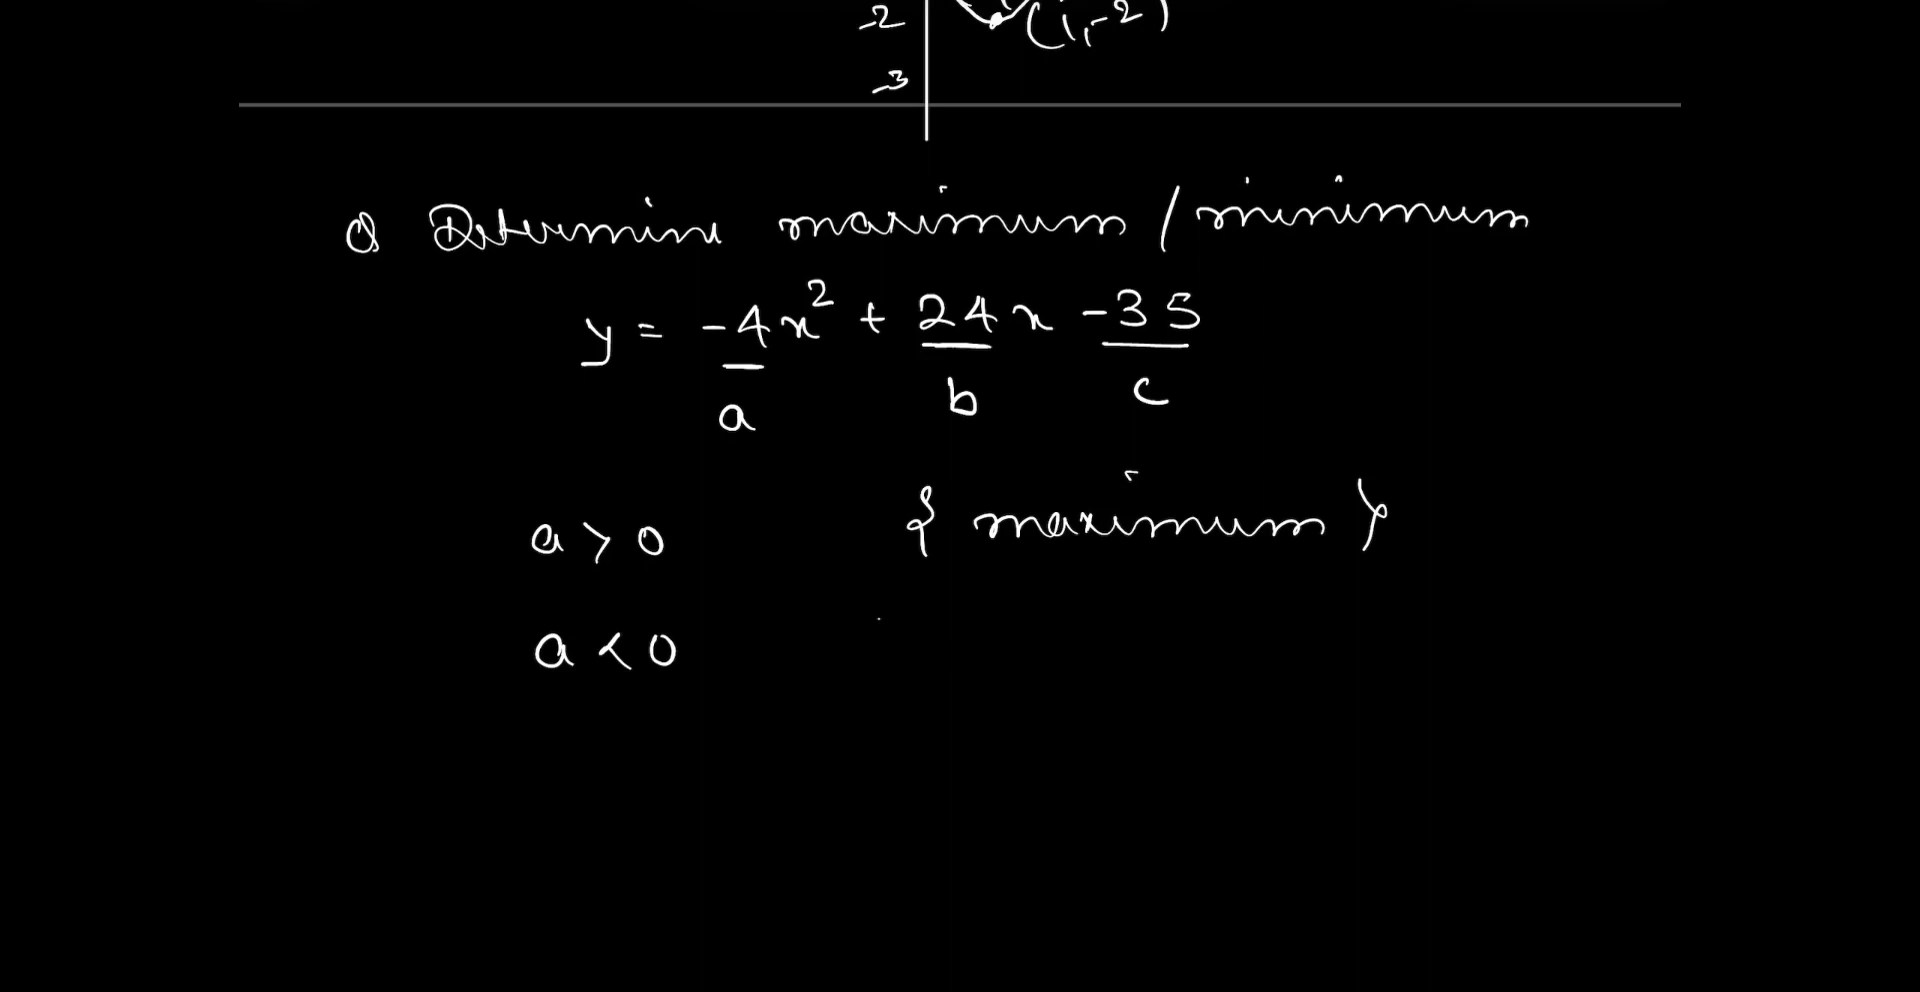 -2 (1,-2)
-3
Q Determine maximum / minimum
y = -4x² + 24x - 35
a b c
a > 0 { maximum }
a < 0